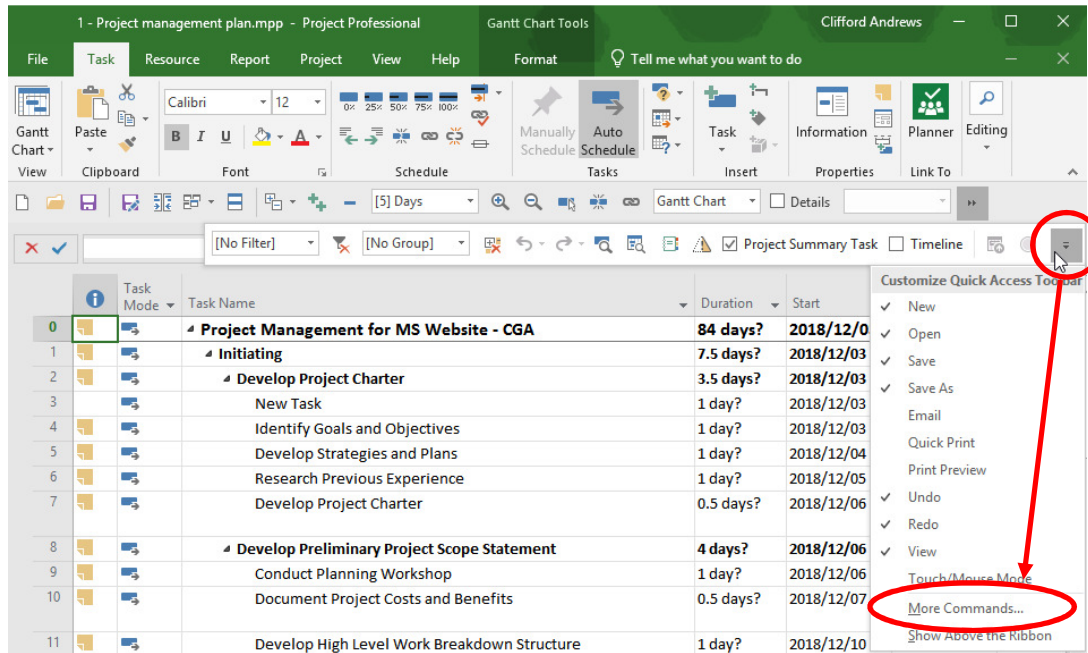 1 - Project management plan.mpp - Project Professional Gantt Chart Tools Clifford Andrews
File Task Resource Report Project View Help Format Tell me what you want to do
Calibri 12 0% 25% 50% 75% 100%
Gantt Chart Paste B I U A Manually Schedule Auto Schedule Task Information Planner Editing
View Clipboard Font Schedule Tasks Insert Properties Link To
[5] Days Gantt Chart Details
[No Filter] [No Group] Project Summary Task Timeline
Customize Quick Access Toolbar
New
Open
Save
Save As
Email
Quick Print
Print Preview
Undo
Redo
View
Touch/Mouse Mode
More Commands...
Show Above the Ribbon
Task Mode Task Name Duration Start
0 Project Management for MS Website - CGA 84 days? 2018/12/0
1 Initiating 7.5 days? 2018/12/03
2 Develop Project Charter 3.5 days? 2018/12/03
3 New Task 1 day? 2018/12/03
4 Identify Goals and Objectives 1 day? 2018/12/03
5 Develop Strategies and Plans 1 day? 2018/12/04
6 Research Previous Experience 1 day? 2018/12/05
7 Develop Project Charter 0.5 days? 2018/12/06
8 Develop Preliminary Project Scope Statement 4 days? 2018/12/06
9 Conduct Planning Workshop 1 day? 2018/12/06
10 Document Project Costs and Benefits 0.5 days? 2018/12/07
11 Develop High Level Work Breakdown Structure 1 day? 2018/12/10